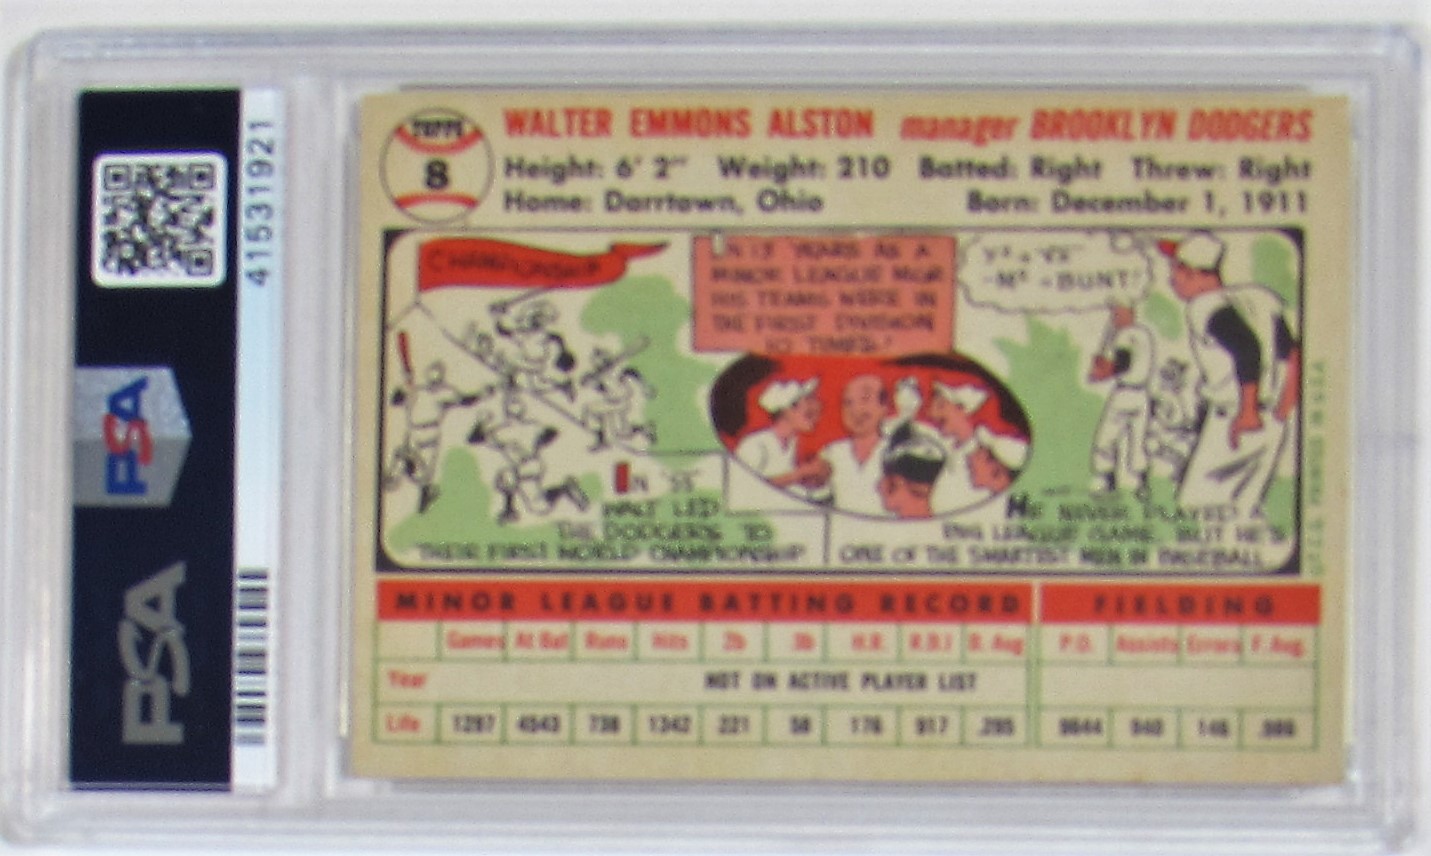 PSA
PSA
41531921
TOPPS
8
WALTER EMMONS ALSTON manager BROOKLYN DODGERS
Height: 6' 2" Weight: 210 Batted: Right Threw: Right
Home: Darrtown, Ohio Born: December 1, 1911
CHAMPIONSHIP
IN 13 YEARS AS A
MINOR LEAGUE MGR
HIS TEAMS WERE IN
THE FIRST DIVISION
10 TIMES!
BUNT!
IN '55
WALT LED
THE DODGERS TO
THEIR FIRST WORLD CHAMPIONSHIP
HE NEVER PLAYED A
BIG LEAGUE GAME, BUT HE'S
ONE OF THE SMARTEST MEN IN BASEBALL
MINOR LEAGUE BATTING RECORD FIELDING
Games At Bat Runs Hits 2b 3b H.R. R.B.I B. Avg P.O. Assists Errors F. Avg.
Year NOT ON ACTIVE PLAYER LIST
Life 1297 4543 738 1342 221 58 176 917 .295 9844 940 146